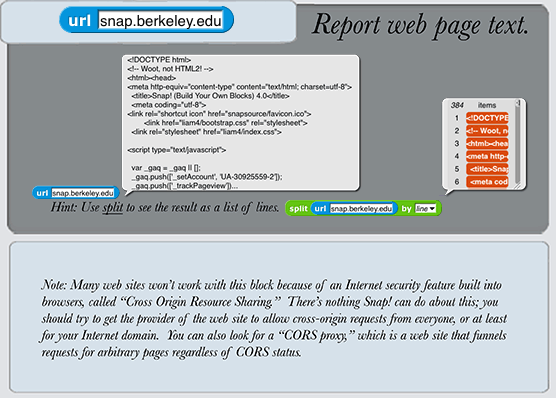 url snap.berkeley.edu
Report web page text.
<!DOCTYPE html>
<!-- Woot, not HTML2! -->
<html><head>
<meta http-equiv="content-type" content="text/html; charset=utf-8">
<title>Snap! (Build Your Own Blocks) 4.0</title>
<meta coding="utf-8">
<link rel="shortcut icon" href="snapsource/favicon.ico">
<link href="liam4/bootstrap.css" rel="stylesheet">
<link rel="stylesheet" href="liam4/index.css">
<script type="text/javascript">
var _gaq = _gaq || [];
_gaq.push(['_setAccount', 'UA-30925559-2']);
_gaq.push(['_trackPageview'])...
url snap.berkeley.edu
384 items
1 <!DOCTYPE
2 <!-- Woot, no
3 <html><hea
4 <meta http-
5 <title>Snap
6 <meta cod
Hint: Use split to see the result as a list of lines.
split url snap.berkeley.edu by line
Note: Many web sites won't work with this block because of an Internet security feature built into
browsers, called “Cross Origin Resource Sharing.” There's nothing Snap! can do about this; you
should try to get the provider of the web site to allow cross-origin requests from everyone, or at least
for your Internet domain. You can also look for a “CORS proxy,” which is a web site that funnels
requests for arbitrary pages regardless of CORS status.